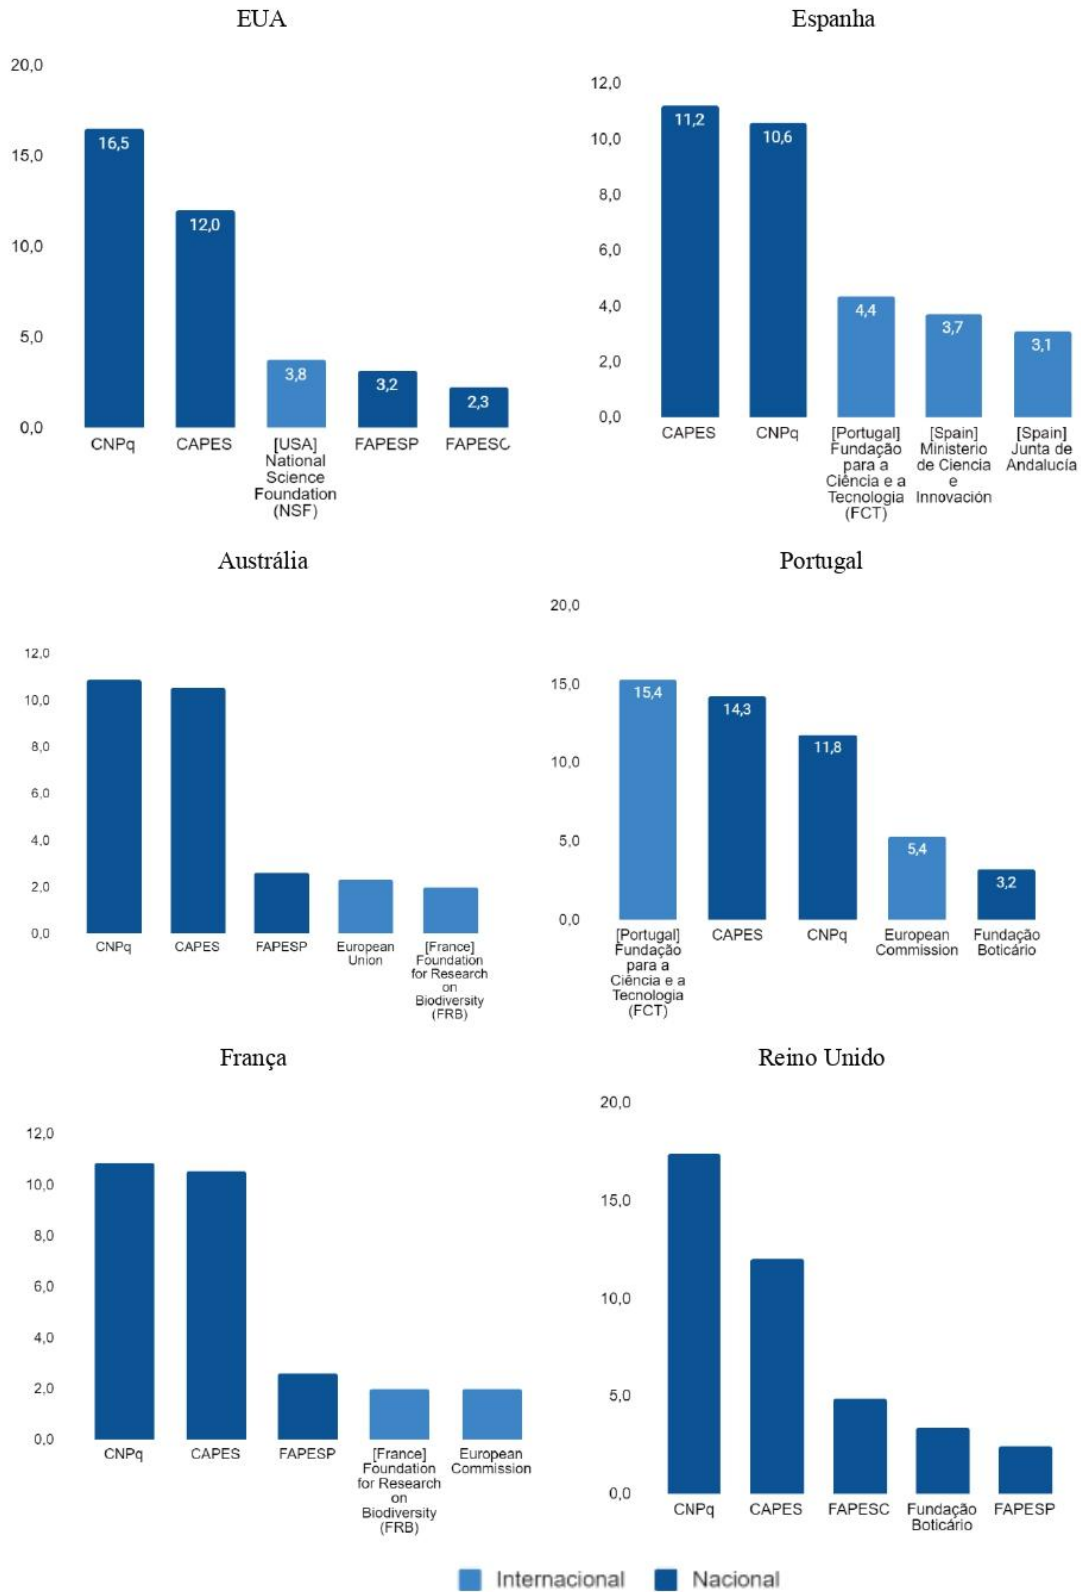 EUA
20,0
15,0
10,0
5,0
0,0
16,5
12,0
3,8
3,2
2,3
CNPq
CAPES
[USA]
National
Science
Foundation
(NSF)
FAPESP
FAPESC
Espanha
12,0
10,0
8,0
6,0
4,0
2,0
0,0
11,2
10,6
4,4
3,7
3,1
CAPES
CNPq
[Portugal]
Fundação
para a
Ciência e a
Tecnologia
(FCT)
[Spain]
Ministerio
de Ciencia
e
Innovación
[Spain]
Junta de
Andalucía
Austrália
12,0
10,0
8,0
6,0
4,0
2,0
0,0
CNPq
CAPES
FAPESP
European
Union
[France]
Foundation
for Research
on
Biodiversity
(FRB)
Portugal
20,0
15,0
10,0
5,0
0,0
15,4
14,3
11,8
5,4
3,2
[Portugal]
Fundação
para a
Ciência e a
Tecnologia
(FCT)
CAPES
CNPq
European
Commission
Fundação
Boticário
França
12,0
10,0
8,0
6,0
4,0
2,0
0,0
CNPq
CAPES
FAPESP
[France]
Foundation
for Research
on
Biodiversity
(FRB)
European
Commission
Reino Unido
20,0
15,0
10,0
5,0
0,0
CNPq
CAPES
FAPESC
Fundação
Boticário
FAPESP
Internacional
Nacional